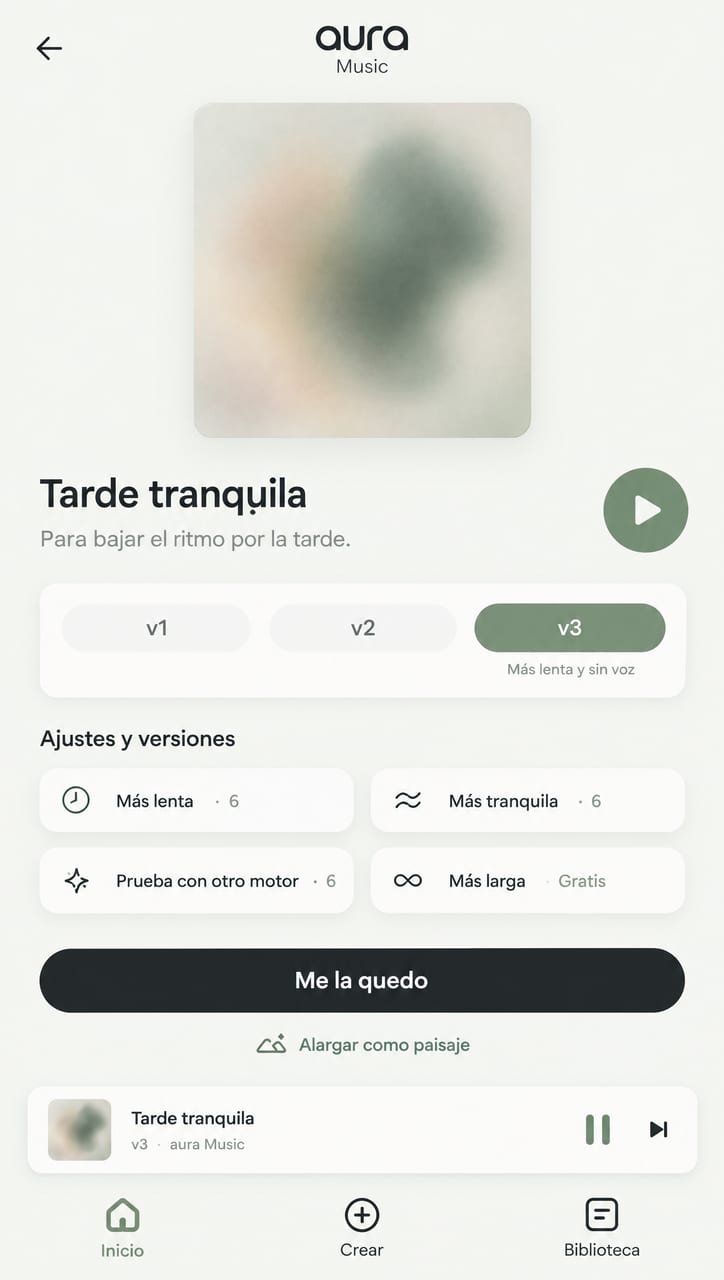 aura
Music
Tarde tranquila
Para bajar el ritmo por la tarde.
v1 v2 v3
Más lenta y sin voz
Ajustes y versiones
Más lenta · 6 Más tranquila · 6
Prueba con otro motor · 6 Más larga · Gratis
Me la quedo
Alargar como paisaje
Tarde tranquila
v3 · aura Music
Inicio Crear Biblioteca